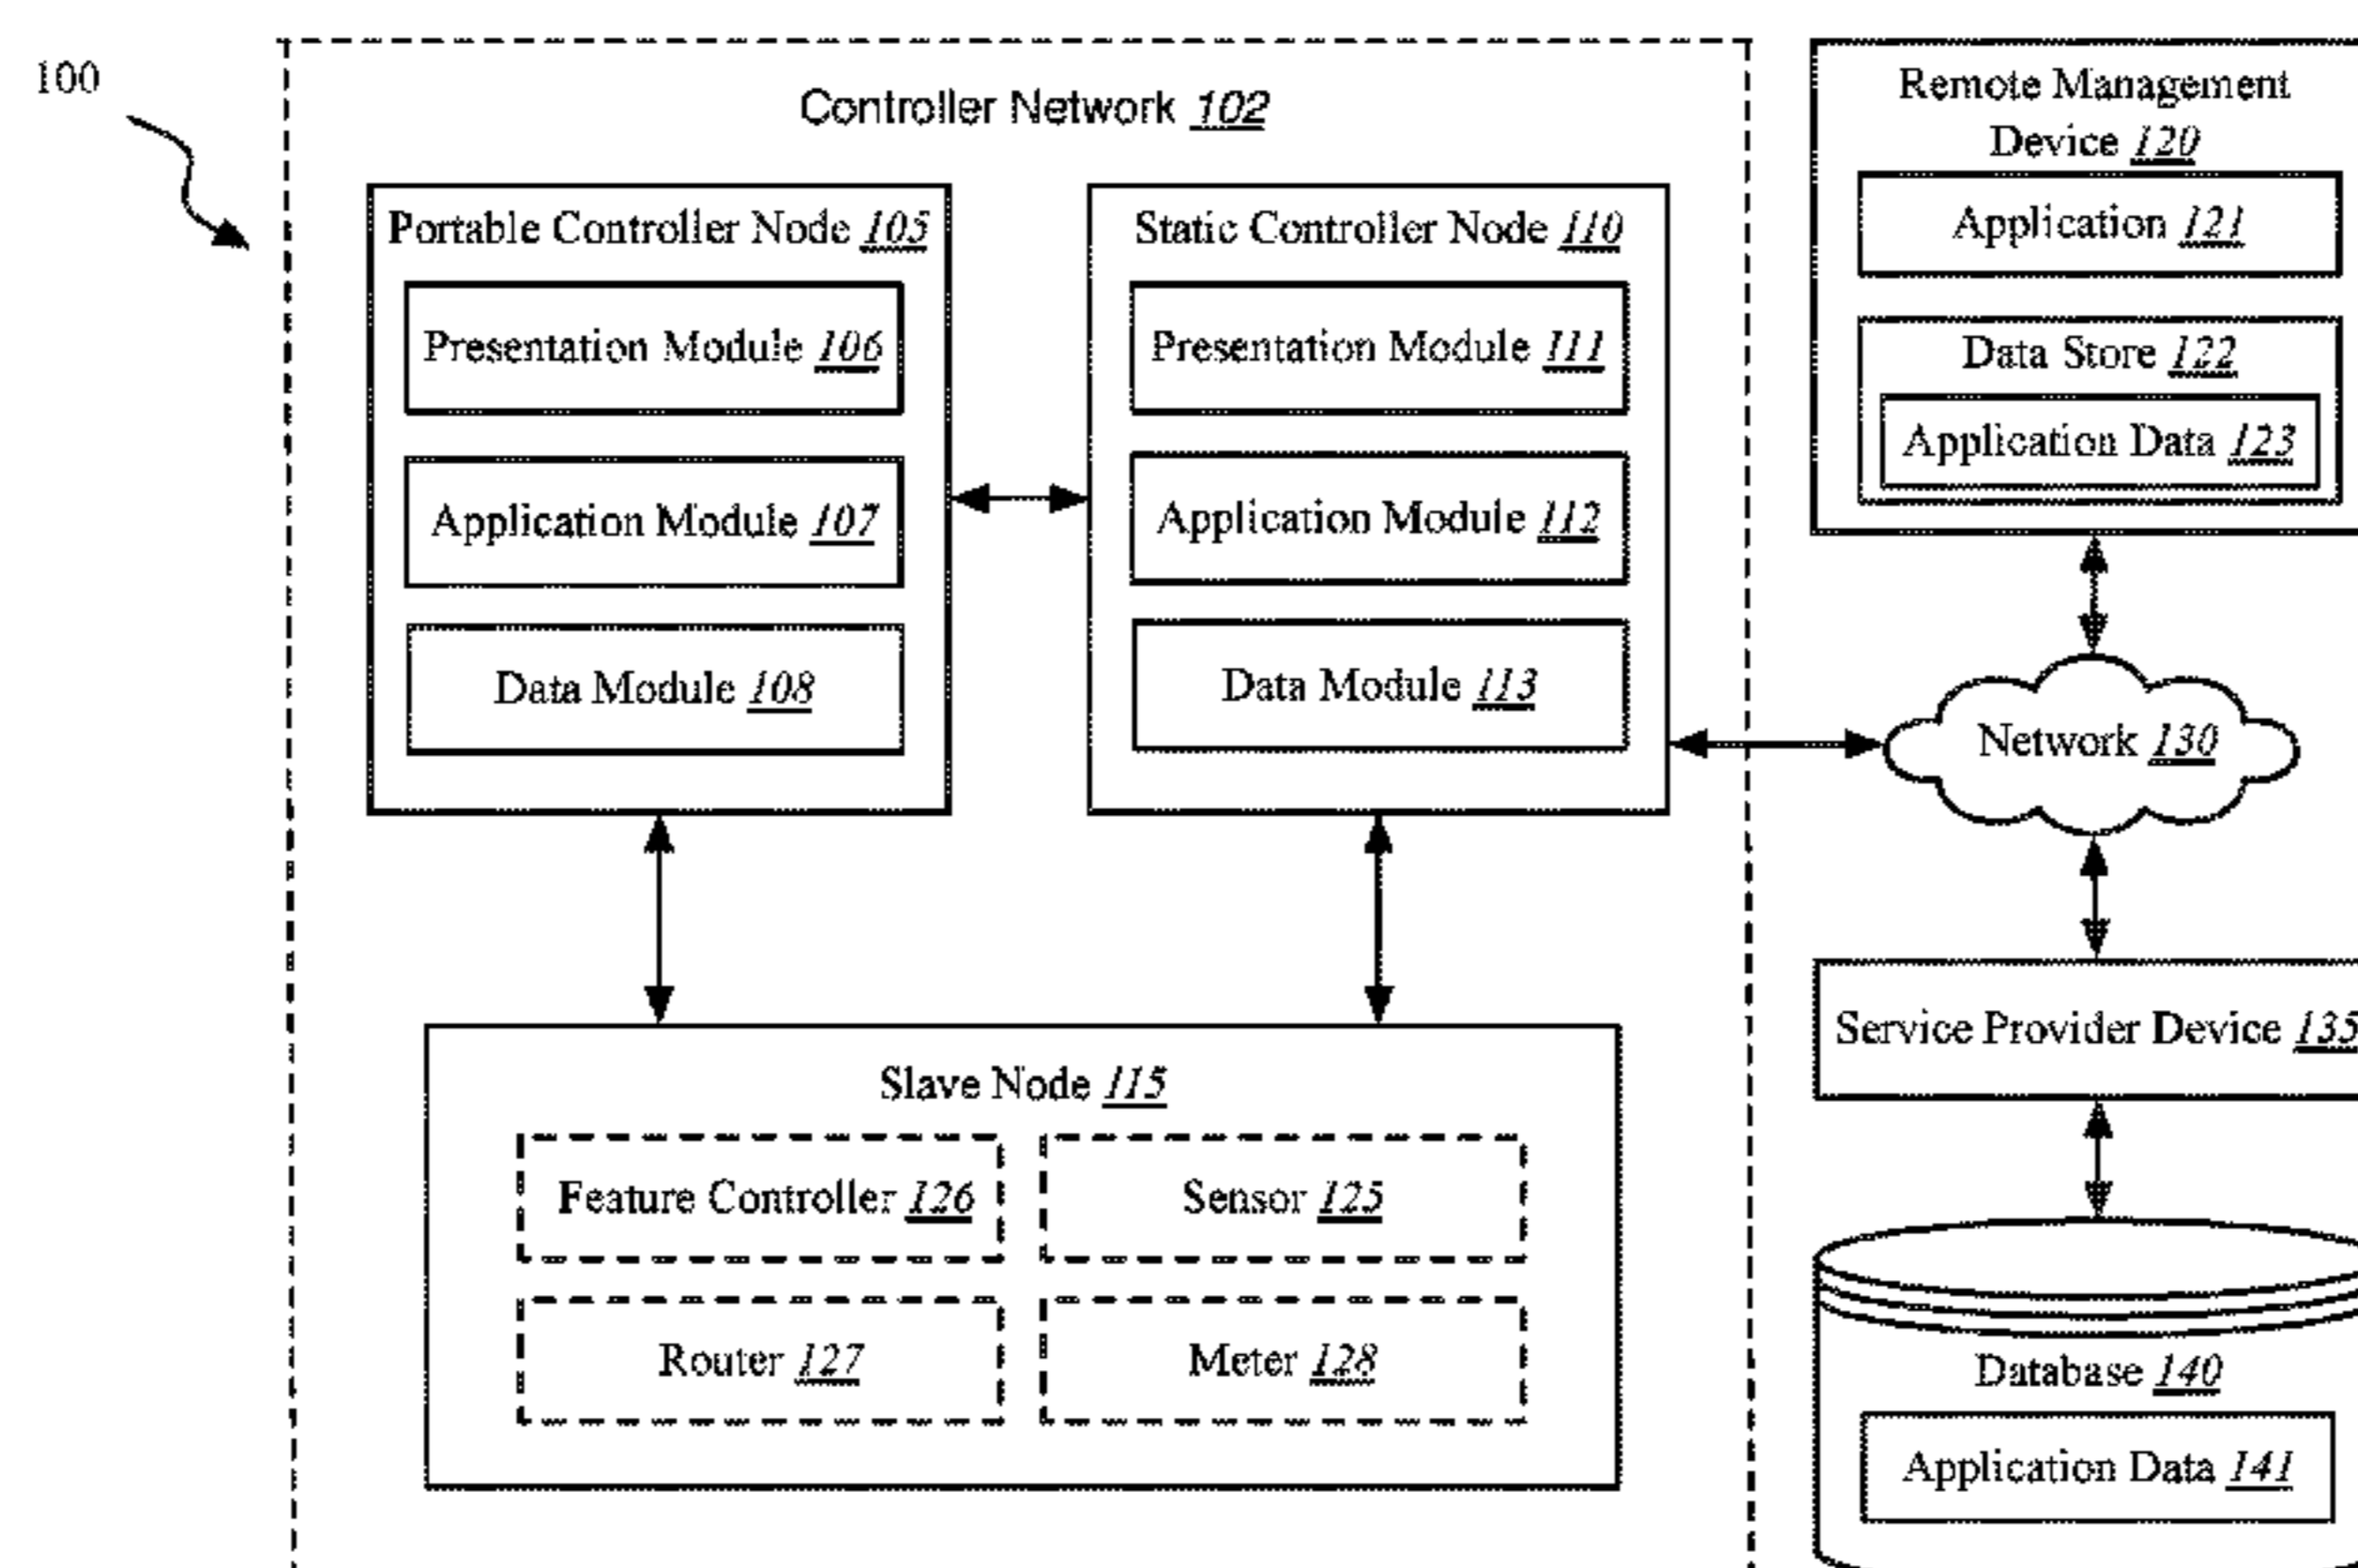 100
Controller Network 102
Portable Controller Node 105
Presentation Module 106
Application Module 107
Data Module 108
Static Controller Node 110
Presentation Module 111
Application Module 112
Data Module 113
Slave Node 115
Feature Controller 126
Sensor 125
Router 127
Meter 128
Remote Management
Device 120
Application 121
Data Store 122
Application Data 123
Network 130
Service Provider Device 135
Database 140
Application Data 141